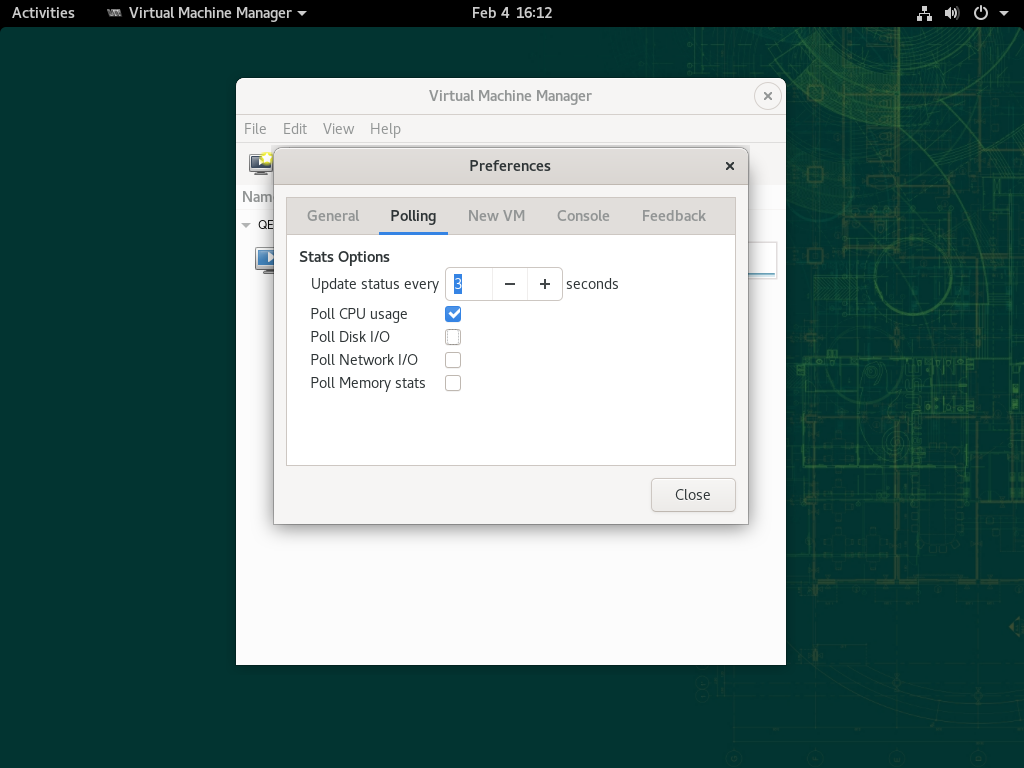 Activities Virtual Machine Manager Feb 4 16:12
Virtual Machine Manager
File Edit View Help
Preferences
Nam
General Polling New VM Console Feedback
QE
Stats Options
Update status every 3 seconds
Poll CPU usage
Poll Disk I/O
Poll Network I/O
Poll Memory stats
Close